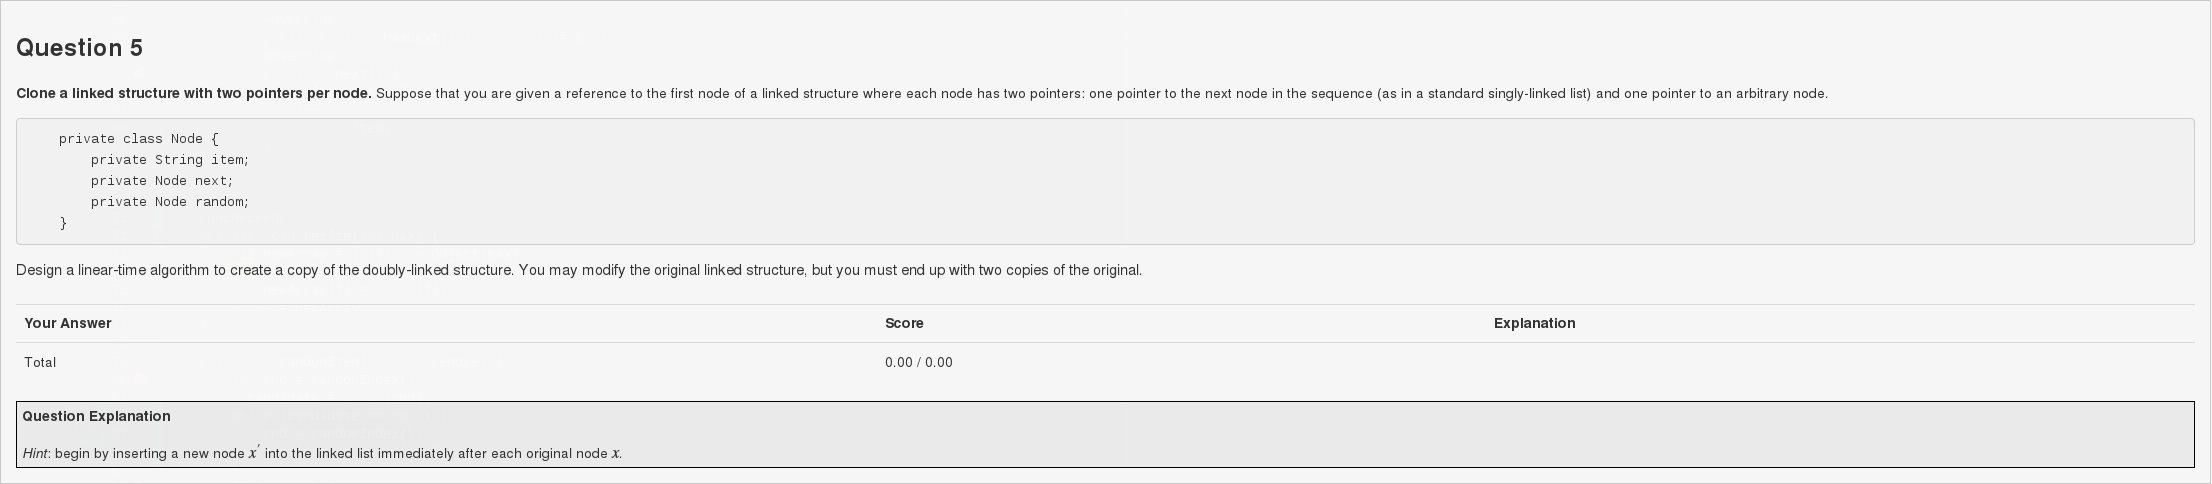 Question 5
Clone a linked structure with two pointers per node. Suppose that you are given a reference to the first node of a linked structure where each node has two pointers: one pointer to the next node in the sequence (as in a standard singly-linked list) and one pointer to an arbitrary node.
private class Node {
private String item;
private Node next;
private Node random;
}
Design a linear-time algorithm to create a copy of the doubly-linked structure. You may modify the original linked structure, but you must end up with two copies of the original.
Your Answer Score Explanation
Total 0.00 / 0.00
Question Explanation
Hint: begin by inserting a new node x′ into the linked list immediately after each original node x.